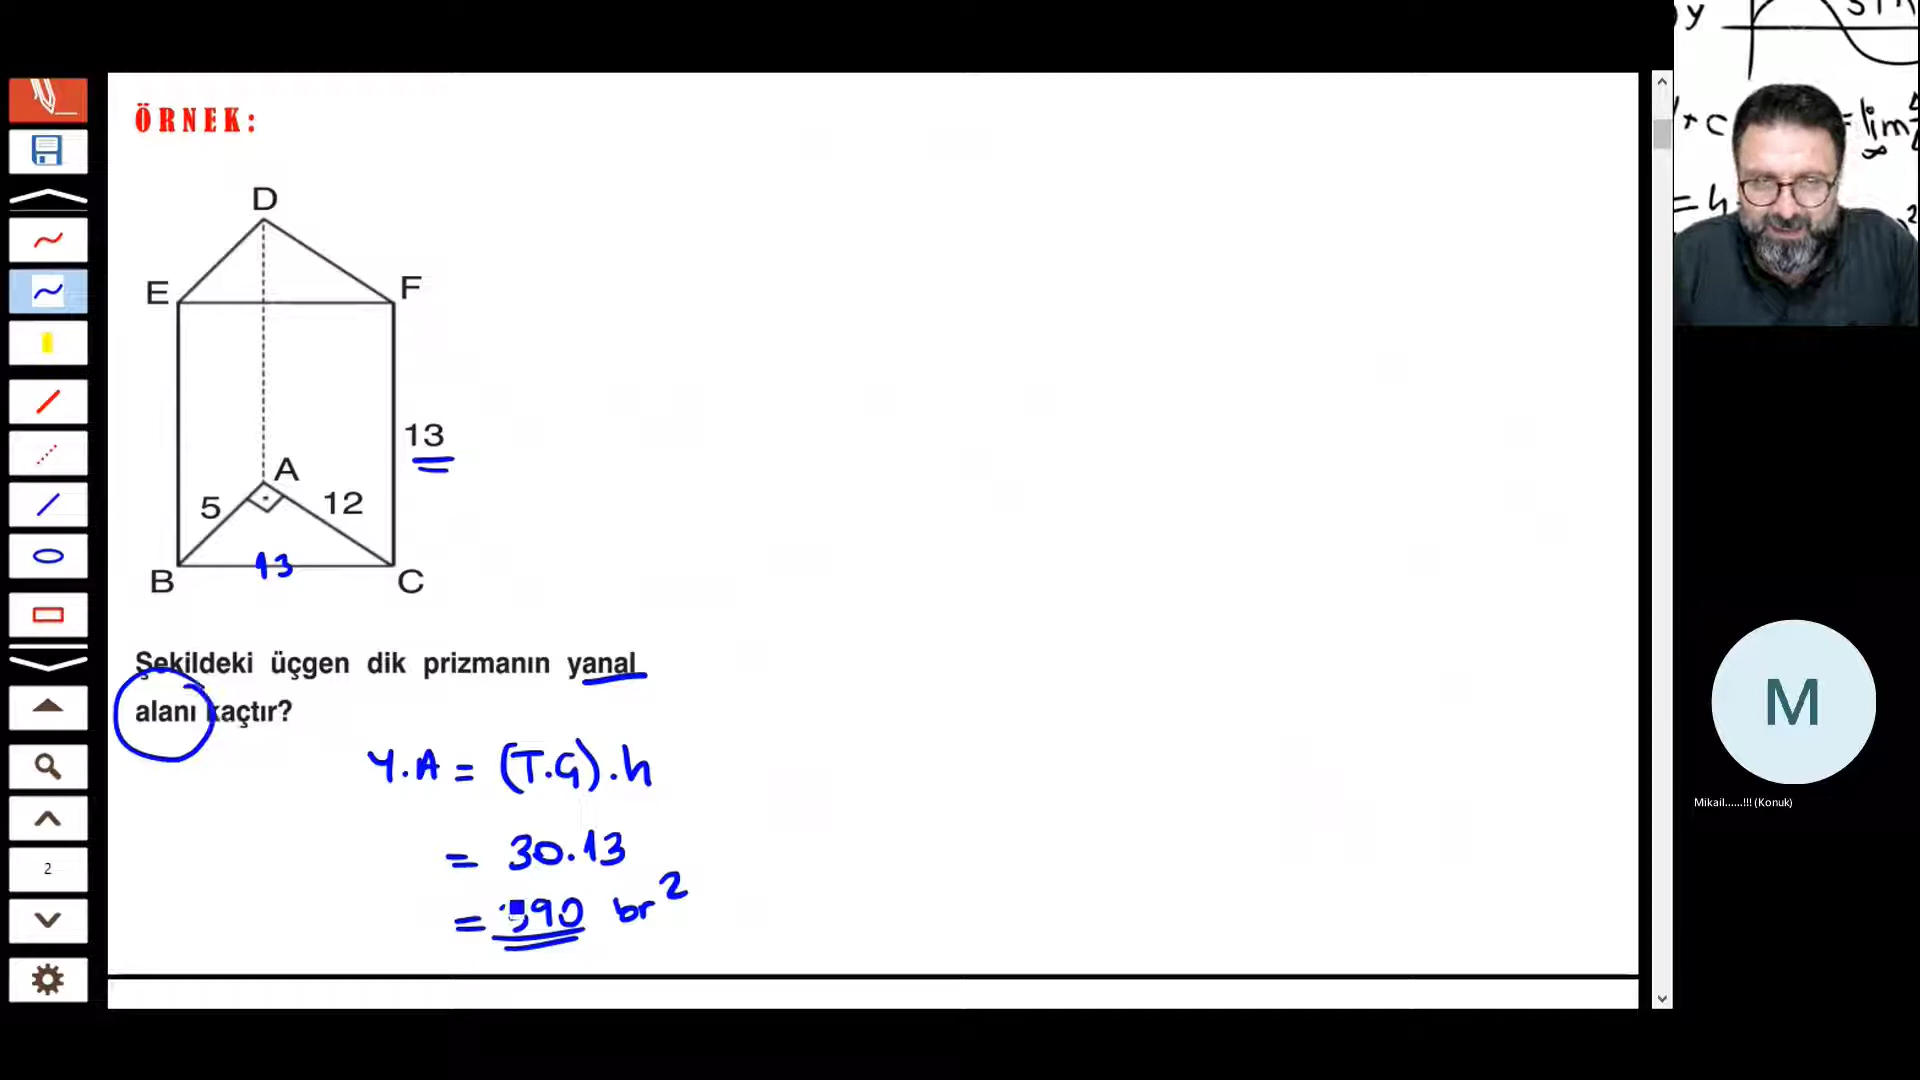 ÖRNEK:
D
E
F
13
A
5
12
13
B
C
Şekildeki üçgen dik prizmanın yanal
alanı kaçtır?
Y.A = (T.Ç).h
= 30.13
= 390 br²
2
y
+ c
= lim
∞
= h
M
Mikail......!!! (Konuk)